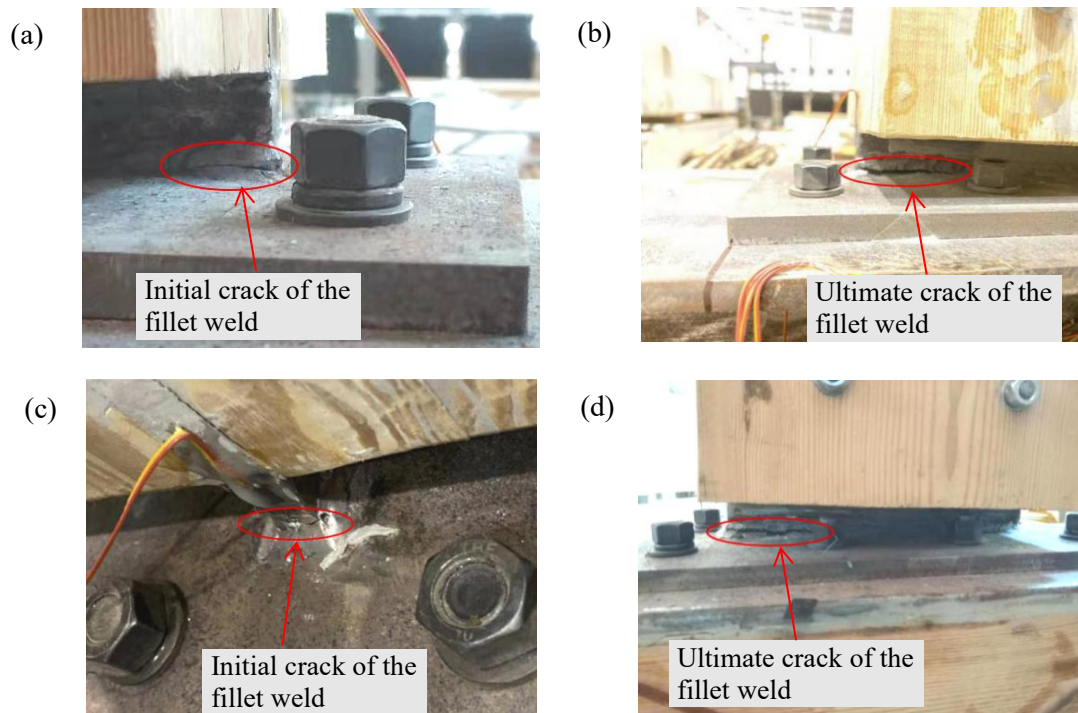 (a)
(b)
Initial crack of the
fillet weld
Ultimate crack of the
fillet weld
(c)
(d)
Initial crack of the
fillet weld
Ultimate crack of the
fillet weld